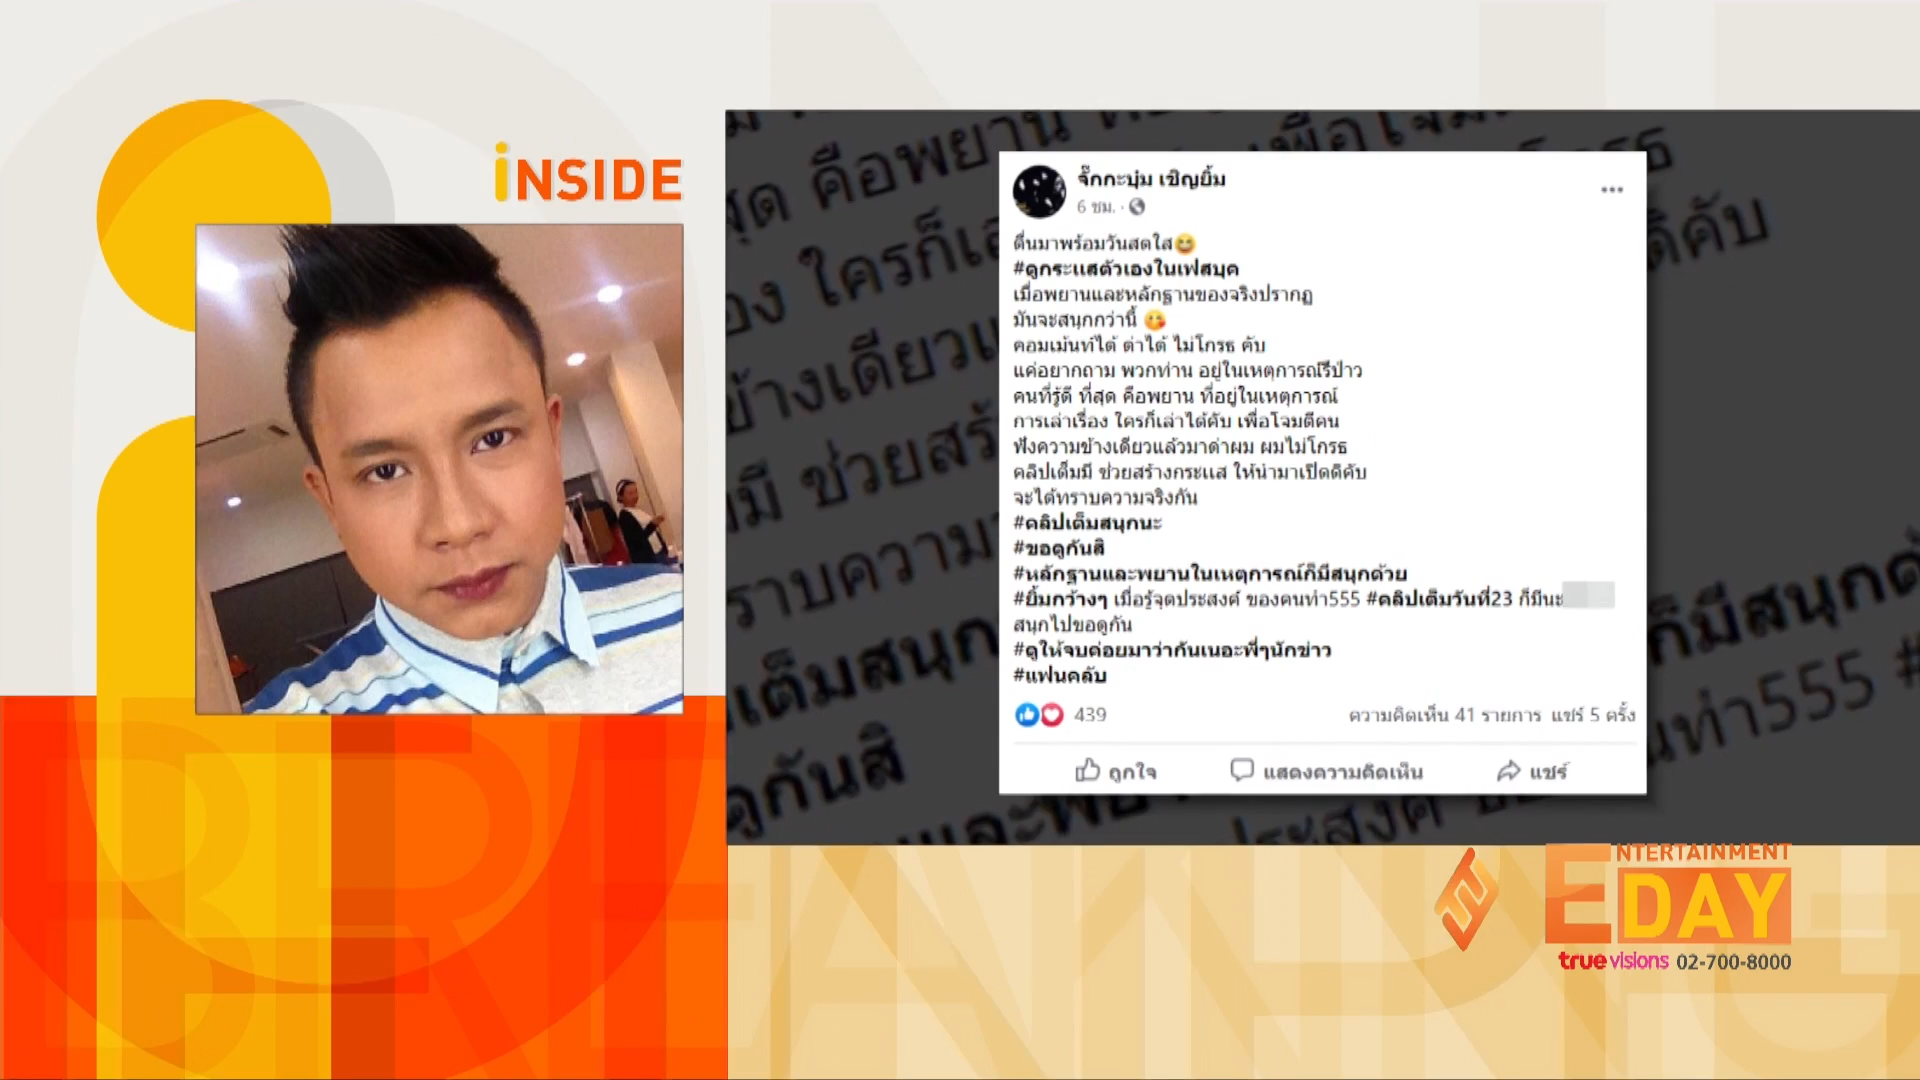 iNSIDE
จั๊กกะบุ๋ม เชิญยิ้ม
6 ชม.
ตื่นมาพร้อมวันสดใส😆
#ดูกระแสตัวเองในเฟสบุค
เมื่อพยานและหลักฐานของจริงปรากฏ
มันจะสนุกกว่านี้ 😋
คอมเม้นท์ได้ ด่าได้ ไม่โกรธ คับ
แค่อยากถาม พวกท่าน อยู่ในเหตุการณ์รึป่าว
คนที่รู้ดี ที่สุด คือพยาน ที่อยู่ในเหตุการณ์
การเล่าเรื่อง ใครก็เล่าได้คับ เพื่อโจมตีคน
ฟังความข้างเดียวแล้วมาด่าผม ผมไม่โกรธ
คลิปเต็มมี ช่วยสร้างกระแส ให้นำมาเปิดดิคับ
จะได้ทราบความจริงกัน
#คลิปเต็มสนุกนะ
#ขอดูกันสิ
#หลักฐานและพยานในเหตุการณ์ก็มีสนุกด้วย
#ยิ้มกว้างๆ เมื่อรู้จุดประสงค์ ของคนทำ555 #คลิปเต็มวันที่23 ก็มีนะ
สนุกไปขอดูกัน
#ดูให้จบค่อยมาว่ากันเนอะพี่ๆนักข่าว
#แฟนคลับ
439
ความคิดเห็น 41 รายการ แชร์ 5 ครั้ง
ถูกใจ
แสดงความคิดเห็น
แชร์
ENTERTAINMENT
DAY
truevisions 02-700-8000